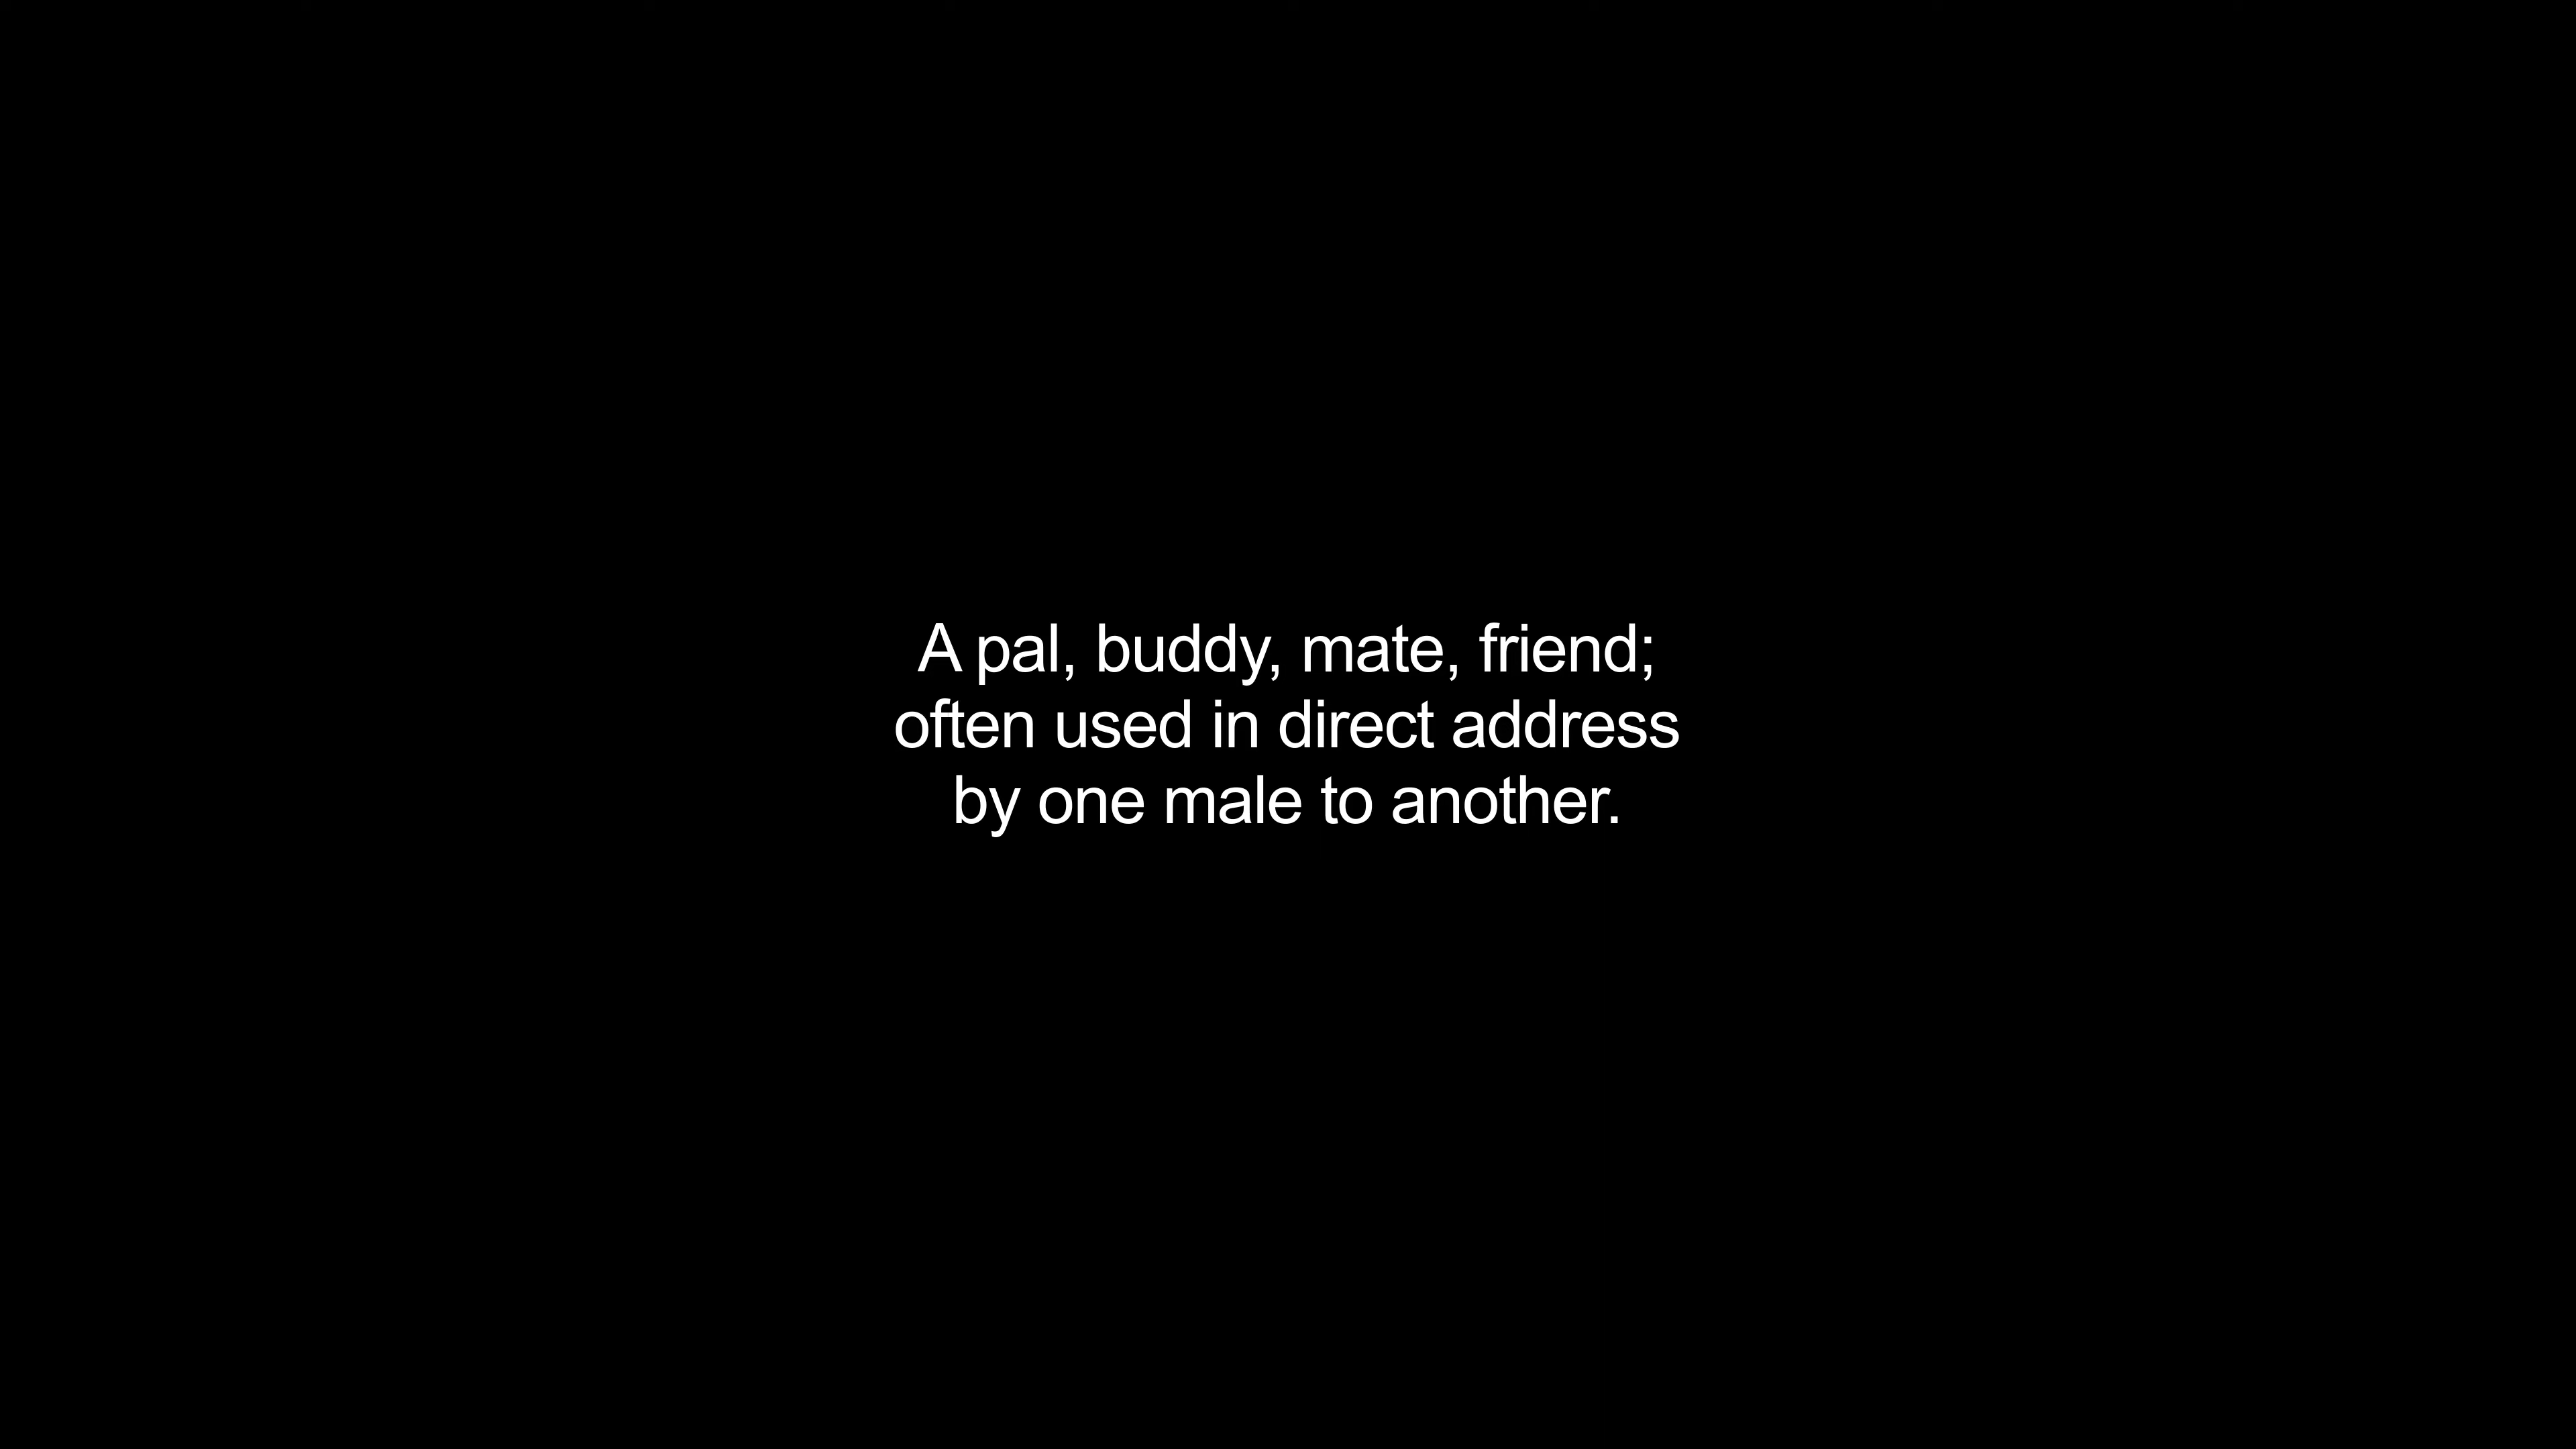 A pal, buddy, mate, friend;
often used in direct address
by one male to another.